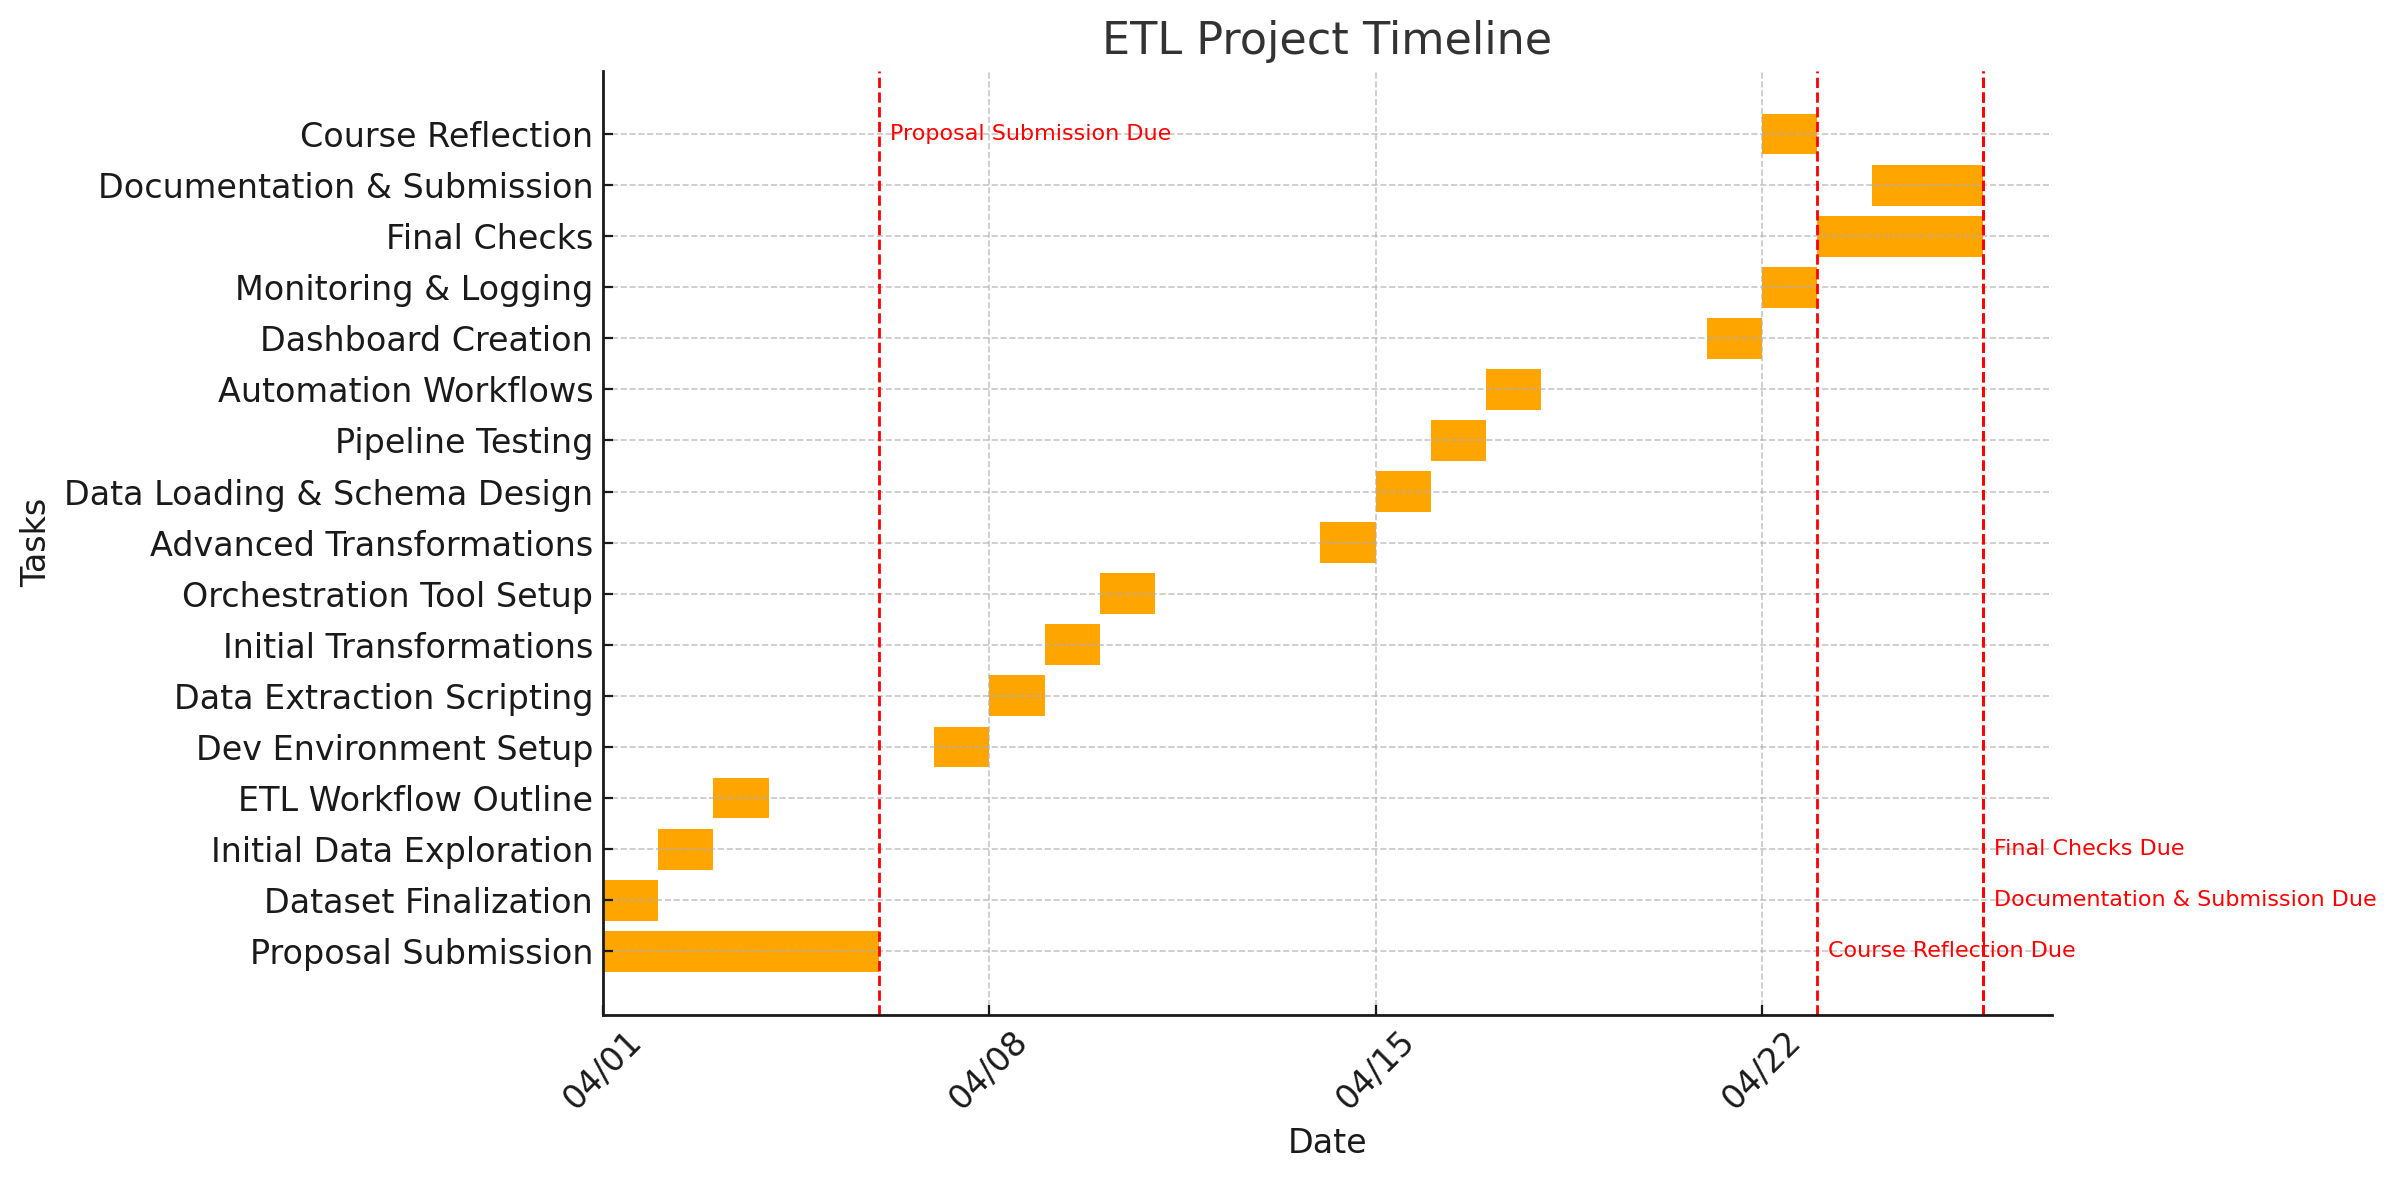 ETL Project Timeline
Course Reflection
Proposal Submission Due
Documentation & Submission
Final Checks
Monitoring & Logging
Dashboard Creation
Automation Workflows
Pipeline Testing
Data Loading & Schema Design
Advanced Transformations
Tasks
Orchestration Tool Setup
Initial Transformations
Data Extraction Scripting
Dev Environment Setup
ETL Workflow Outline
Initial Data Exploration
Final Checks Due
Dataset Finalization
Documentation & Submission Due
Proposal Submission
Course Reflection Due
04/01
04/08
04/15
04/22
Date